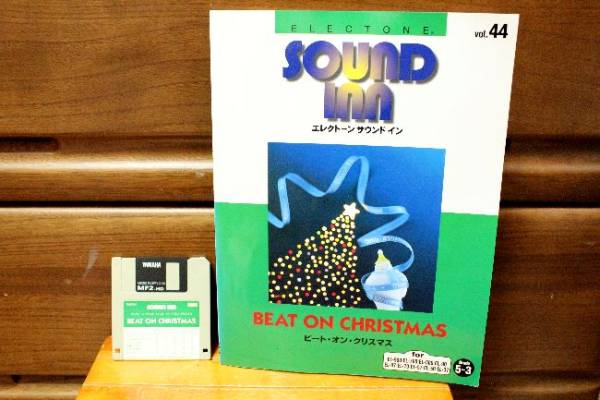 ELECTONE
vol. 44
SOUND
INN
エレクトーン サウンド イン
BEAT ON CHRISTMAS
ビート・オン・クリスマス
for
5-3
YAMAHA
MF2-HD
SOUND INN
BEAT ON CHRISTMAS